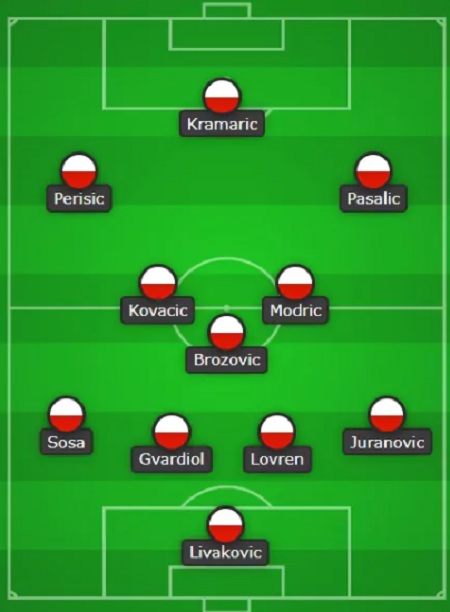 Kramaric
Perisic
Pasalic
Kovacic
Modric
Brozovic
Sosa
Gvardiol
Lovren
Juranovic
Livakovic